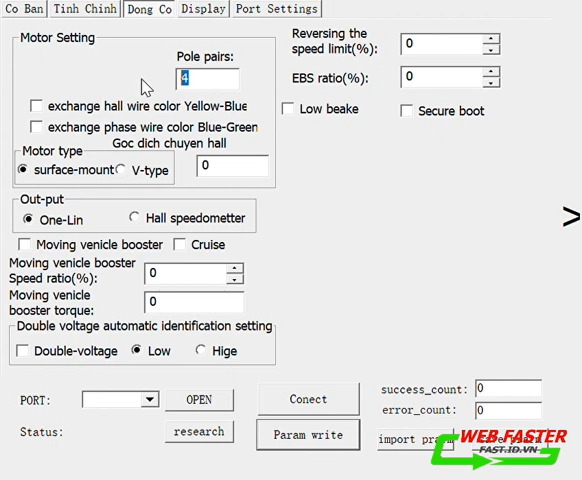 Co Ban
Tinh Chinh
Dong Co
Display
Port Settings
Motor Setting
Pole pairs:
4
exchange hall wire color Yellow-Blue
exchange phase wire color Blue-Green
Goc dich chuyen hall
Motor type
surface-mount
V-type
0
Out-put
One-Lin
Hall speedometter
Moving venicle booster
Cruise
Moving venicle booster
Speed ratio(%):
0
Moving venicle
booster torque:
0
Double voltage automatic identification setting
Double-voltage
Low
Hige
Reversing the
speed limit(%):
0
EBS ratio(%):
0
Low beake
Secure boot
>
PORT:
OPEN
Conect
success_count:
0
error_count:
0
Status:
research
Param write
import pram
WEB FASTER
FAST.ID.VN